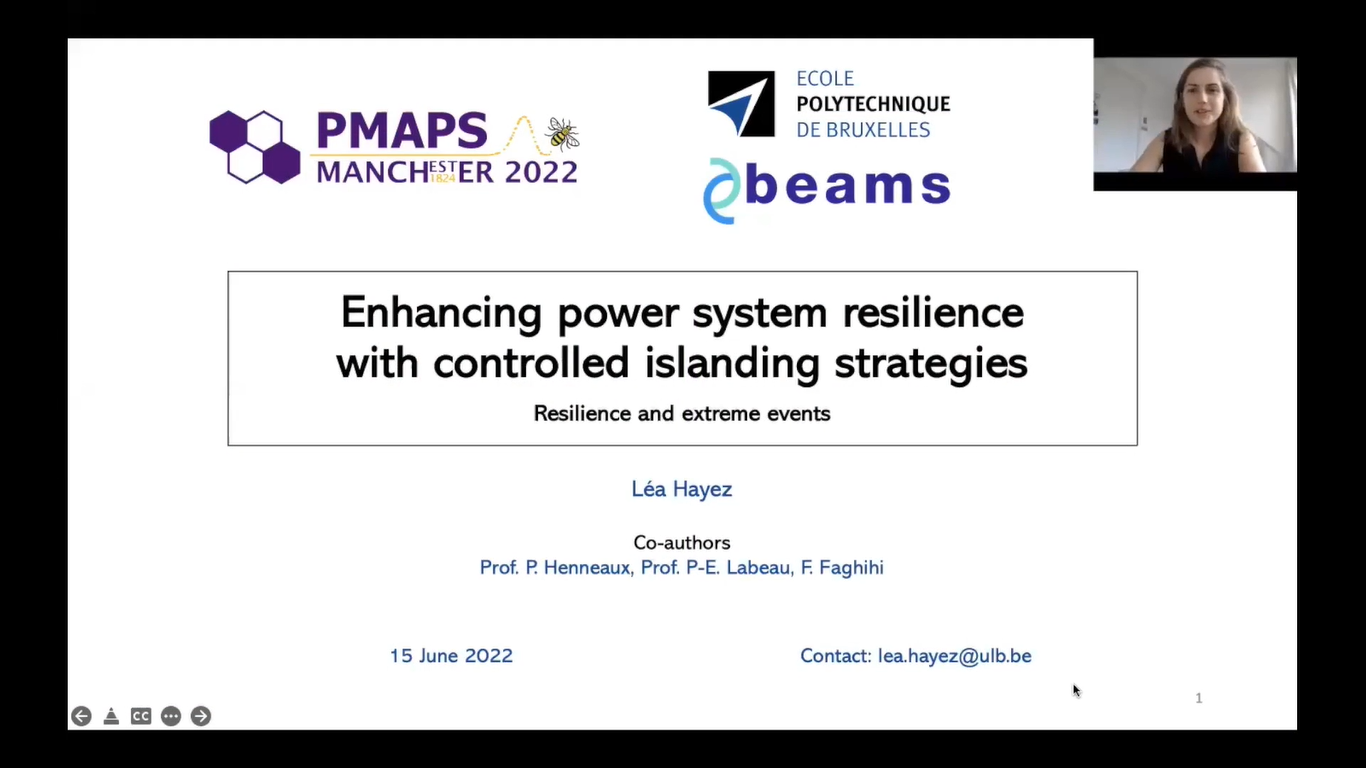 PMAPS
MANCHESTER 2022
1824
ECOLE
POLYTECHNIQUE
DE BRUXELLES
beams
Enhancing power system resilience
with controlled islanding strategies
Resilience and extreme events
Léa Hayez
Co-authors
Prof. P. Henneaux, Prof. P-E. Labeau, F. Faghihi
15 June 2022
Contact: lea.hayez@ulb.be
1
CC